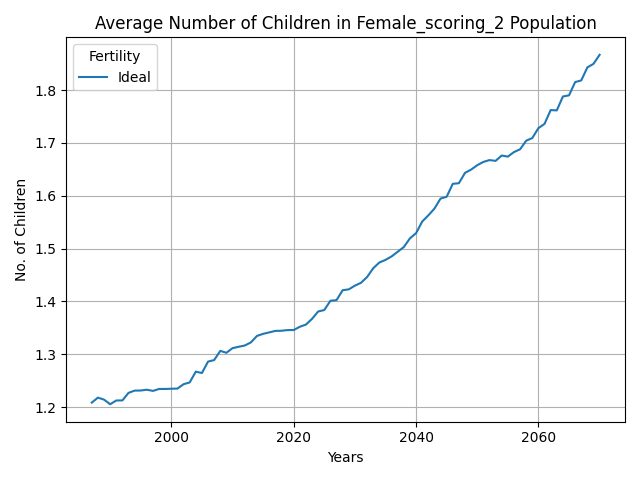 Average Number of Children in Female_scoring_2 Population
Fertility
Ideal
No. of Children
1.8
1.7
1.6
1.5
1.4
1.3
1.2
2000 2020 2040 2060
Years